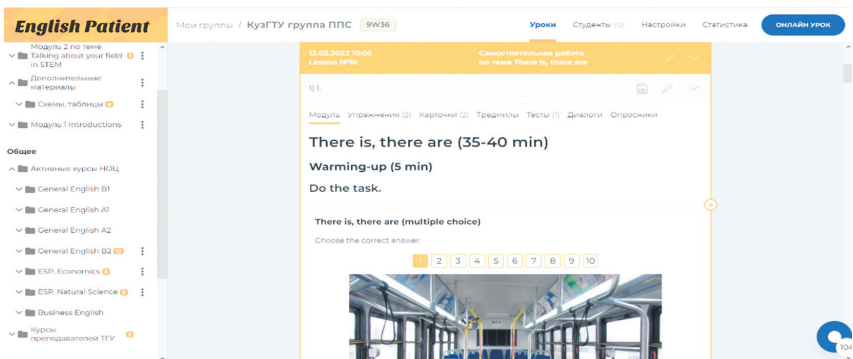 English Patient
Мои группы / КузГТУ группа ППС 9W36
Уроки Студенты (12) Настройки Статистика ОНЛАЙН УРОК
Модуль 2 по теме
Talking about your field
in STEM
Дополнительные
материалы
Схемы, таблицы
Модуль 1 Introductions
Общее
Активные курсы НОЦ
General English B1
General English A1
General English A2
General English B2
ESP. Economics
ESP. Natural Science
Business English
Курсы
преподавателей ТГУ
12.03.2022 10:05
Lesson №10
Самостоятельная работа
по теме There is, there are
1) 1.
Модуль Упражнения (2) Карточки (2) Тредмилы Тесты (1) Диалоги Опросники
There is, there are (35-40 min)
Warming-up (5 min)
Do the task.
There is, there are (multiple choice)
Choose the correct answer.
1 2 3 4 5 6 7 8 9 10
104